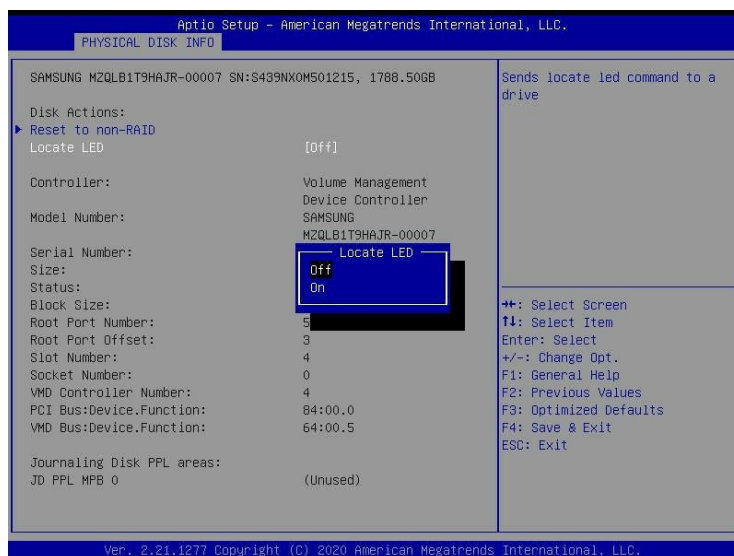 Aptio Setup – American Megatrends International, LLC.
PHYSICAL DISK INFO
SAMSUNG MZQLB1T9HAJR-00007 SN:S439NX0M501215, 1788.50GB
Sends locate led command to a
drive
Disk Actions:
Reset to non-RAID
Locate LED [Off]
Controller: Volume Management
Device Controller
Model Number: SAMSUNG
MZQLB1T9HAJR-00007
Serial Number:
Size:
Status:
Block Size:
Root Port Number: 5
Root Port Offset: 3
Slot Number: 4
Socket Number: 0
VMD Controller Number: 4
PCI Bus:Device.Function: 84:00.0
VMD Bus:Device.Function: 64:00.5
Journaling Disk PPL areas:
JD PPL MPB 0 (Unused)
Locate LED
Off
On
→←: Select Screen
↑↓: Select Item
Enter: Select
+/-: Change Opt.
F1: General Help
F2: Previous Values
F3: Optimized Defaults
F4: Save & Exit
ESC: Exit
Ver. 2.21.1277 Copyright (C) 2020 American Megatrends International, LLC.